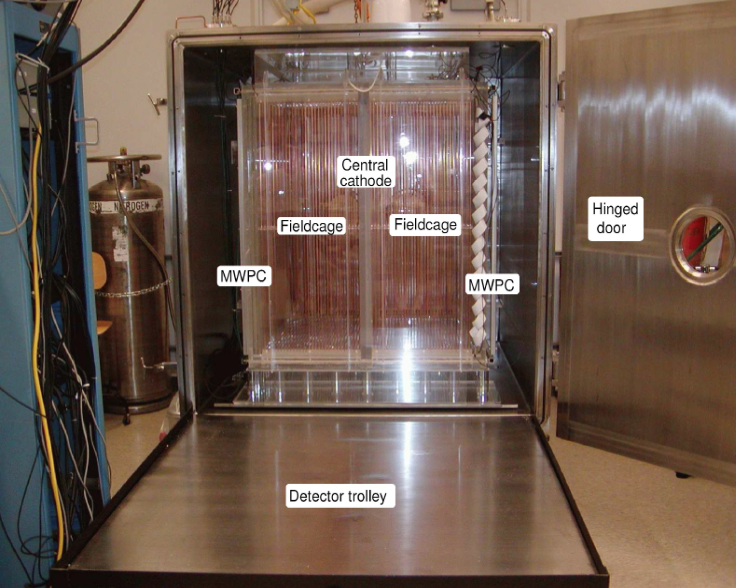 Central
cathode
Fieldcage
Fieldcage
Hinged
door
MWPC
MWPC
Detector trolley
NITROGEN